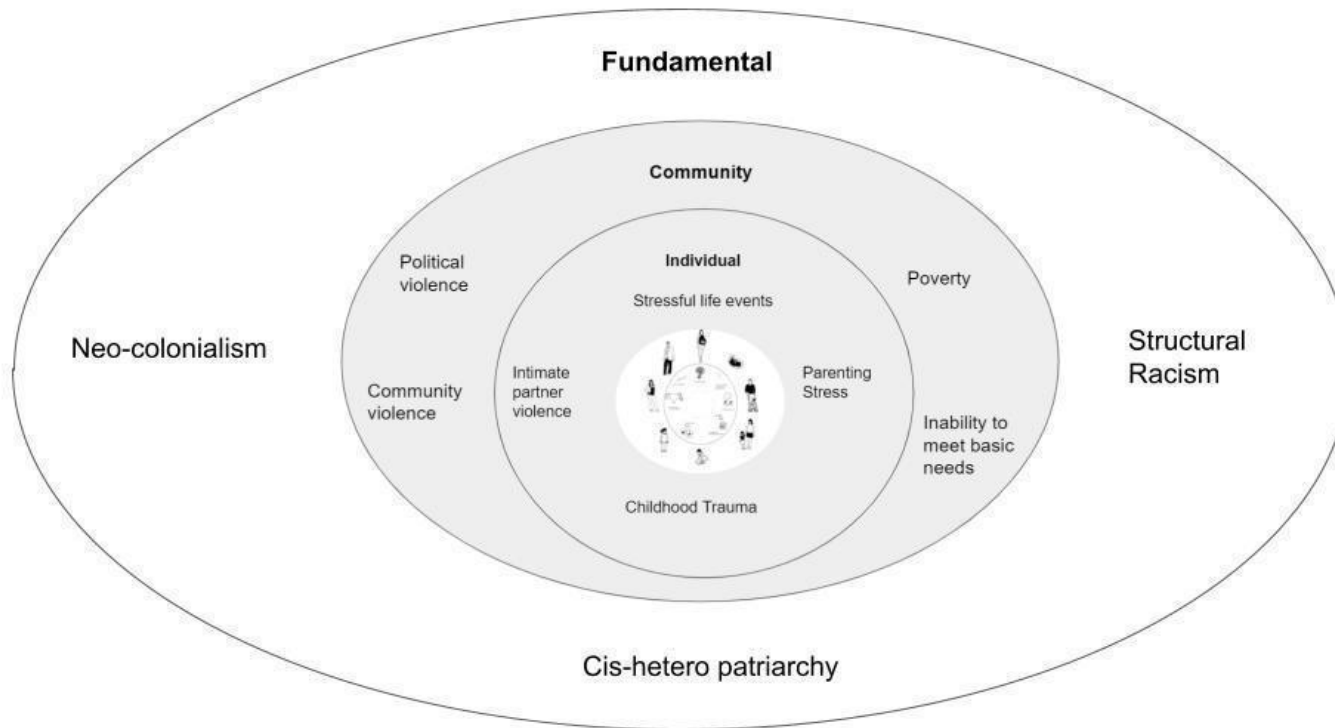 Fundamental
Community
Individual
Stressful life events
Political
violence
Poverty
Neo-colonialism
Structural
Racism
Intimate
partner
violence
Parenting
Stress
Community
violence
Inability to
meet basic
needs
Childhood Trauma
Cis-hetero patriarchy